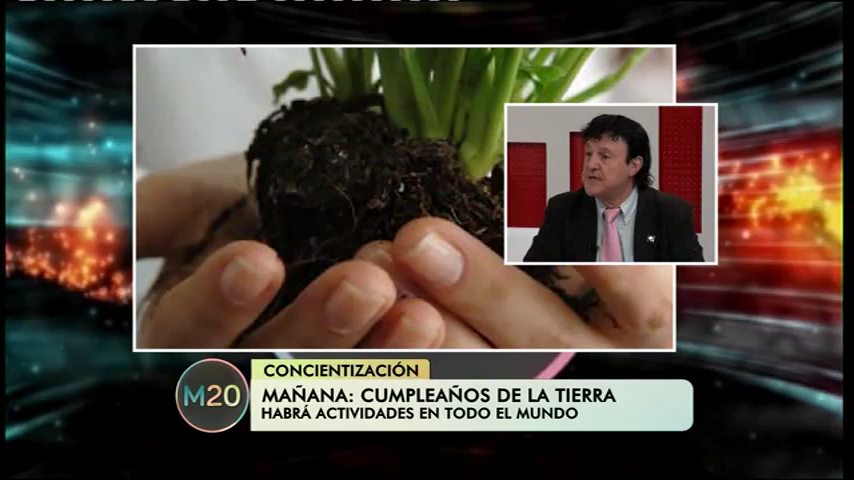 CONCIENTIZACIÓN
M20
MAÑANA: CUMPLEAÑOS DE LA TIERRA
HABRÁ ACTIVIDADES EN TODO EL MUNDO